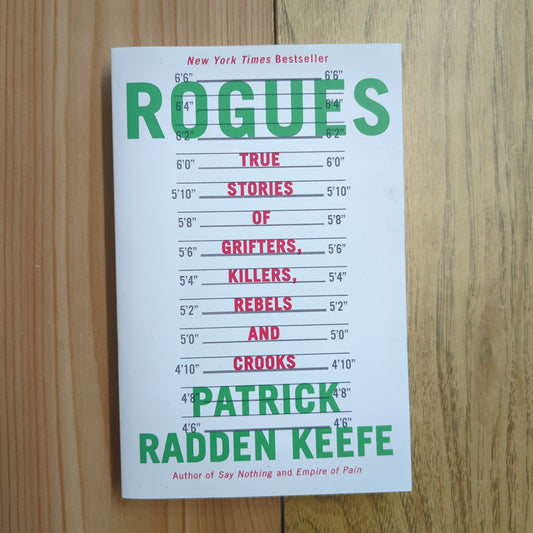 New York Times Bestseller
6'6" 6'6"
ROGUES
6'4" 6'4"
6'2" 6'2"
6'0" TRUE 6'0"
5'10" STORIES 5'10"
5'8" OF 5'8"
5'6" GRIFTERS, 5'6"
5'4" KILLERS, 5'4"
5'2" REBELS 5'2"
5'0" AND 5'0"
4'10" CROOKS 4'10"
4'8" PATRICK 4'8"
4'6" 4'6"
RADDEN KEEFE
Author of Say Nothing and Empire of Pain